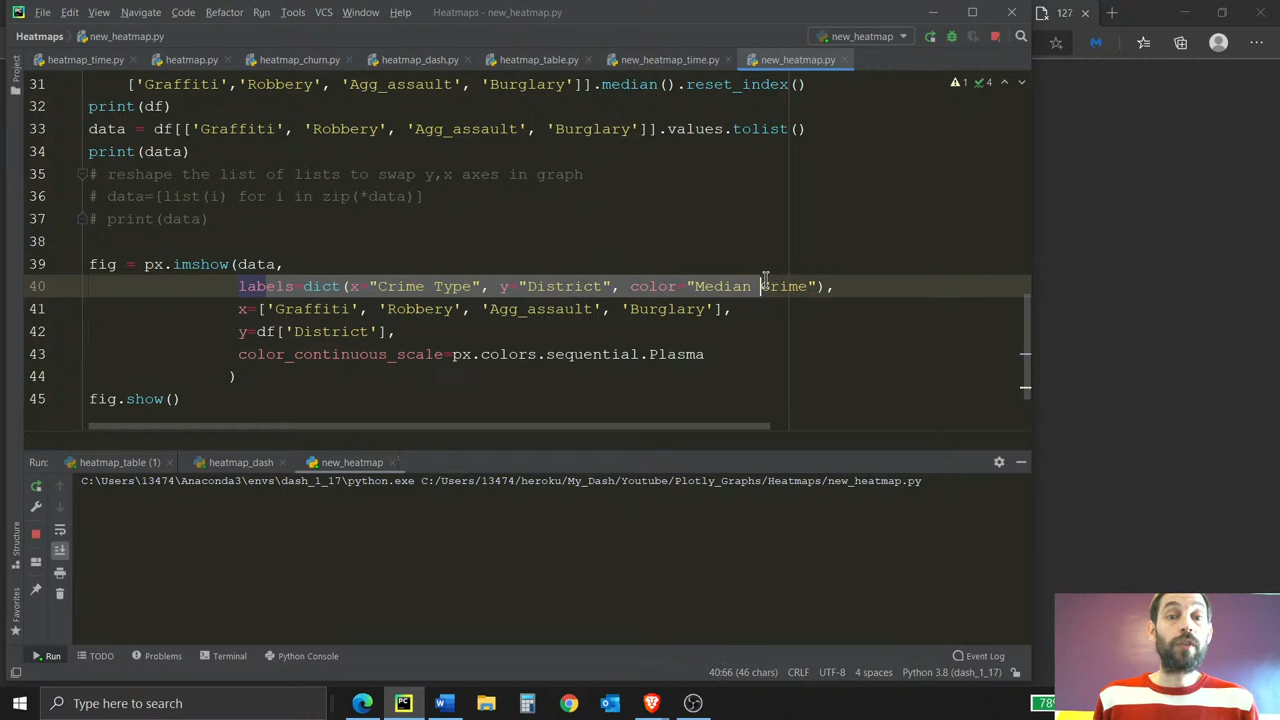 File Edit View Navigate Code Refactor Run Tools VCS Window Help Heatmaps - new_heatmap.py
127
Heatmaps new_heatmap.py
new_heatmap
heatmap_time.py heatmap.py heatmap_churn.py heatmap_dash.py heatmap_table.py new_heatmap_time.py new_heatmap.py
Project
1 4
31 ['Graffiti','Robbery', 'Agg_assault', 'Burglary']].median().reset_index()
32 print(df)
33 data = df[['Graffiti', 'Robbery', 'Agg_assault', 'Burglary']].values.tolist()
34 print(data)
35 # reshape the list of lists to swap y,x axes in graph
36 # data=[list(i) for i in zip(*data)]
37 # print(data)
38
39 fig = px.imshow(data,
40 labels=dict(x="Crime Type", y="District", color="Median Crime"),
41 x=['Graffiti', 'Robbery', 'Agg_assault', 'Burglary'],
42 y=df['District'],
43 color_continuous_scale=px.colors.sequential.Plasma
44 )
45 fig.show()
Run: heatmap_table (1) heatmap_dash new_heatmap
C:\Users\13474\Anaconda3\envs\dash_1_17\python.exe C:/Users/13474/heroku/My_Dash/Youtube/Plotly_Graphs/Heatmaps/new_heatmap.py
Structure
Favorites
Run TODO Problems Terminal Python Console Event Log
40:66 (46 chars) CRLF UTF-8 4 spaces Python 3.8 (dash_1_17)
Type here to search
78%